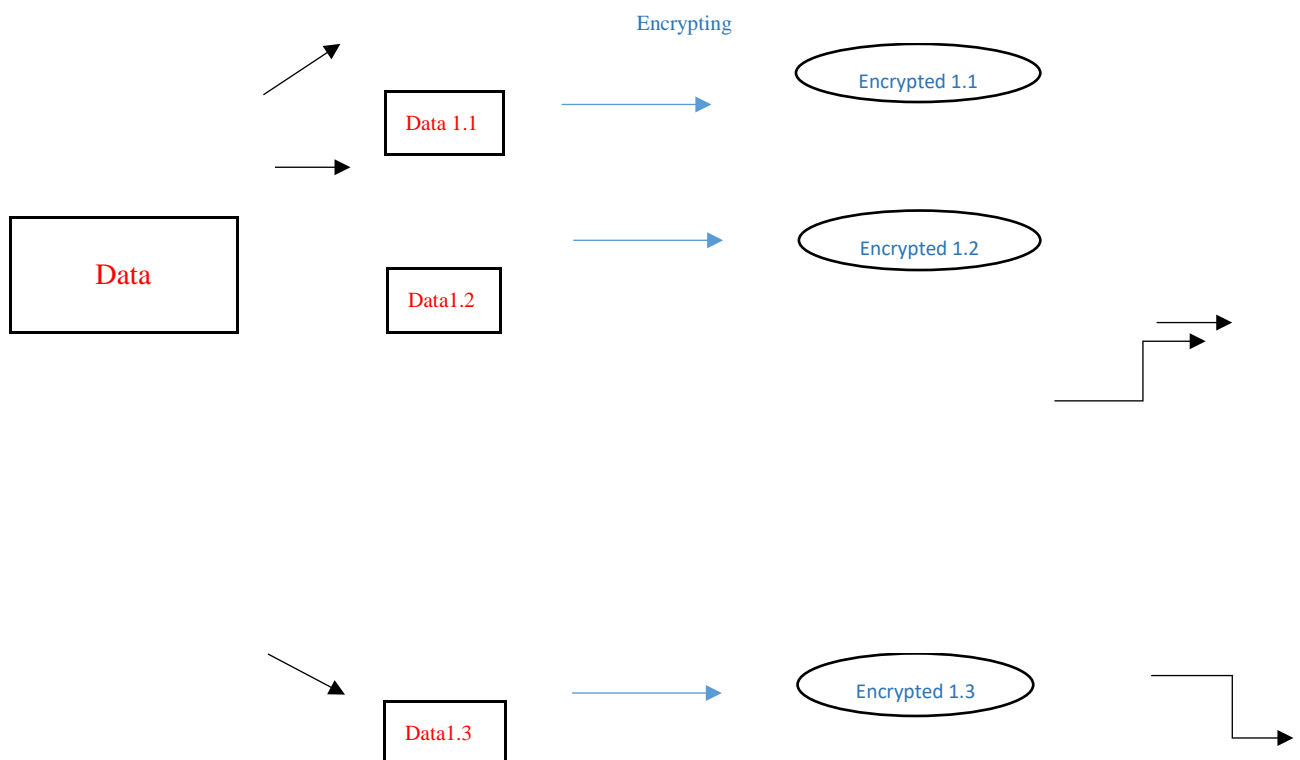 Encrypting
Encrypted 1.1
Data 1.1
Encrypted 1.2
Data
Data1.2
Encrypted 1.3
Data1.3